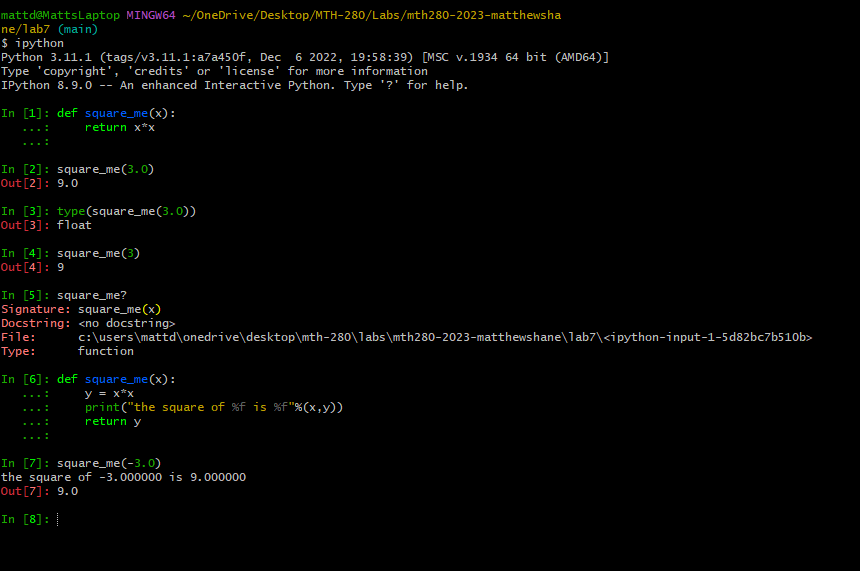 mattd@MattsLaptop MINGW64 ~/OneDrive/Desktop/MTH-280/Labs/mth280-2023-matthewsha
ne/lab7 (main)
$ ipython
Python 3.11.1 (tags/v3.11.1:a7a450f, Dec  6 2022, 19:58:39) [MSC v.1934 64 bit (AMD64)]
Type 'copyright', 'credits' or 'license' for more information
IPython 8.9.0 -- An enhanced Interactive Python. Type '?' for help.

In [1]: def square_me(x):
   ...:     return x*x
   ...:

In [2]: square_me(3.0)
Out[2]: 9.0

In [3]: type(square_me(3.0))
Out[3]: float

In [4]: square_me(3)
Out[4]: 9

In [5]: square_me?
Signature: square_me(x)
Docstring: <no docstring>
File:      c:\users\mattd\onedrive\desktop\mth-280\labs\mth280-2023-matthewshane\lab7\<ipython-input-1-5d82bc7b510b>
Type:      function

In [6]: def square_me(x):
   ...:     y = x*x
   ...:     print("the square of %f is %f"%(x,y))
   ...:     return y
   ...:

In [7]: square_me(-3.0)
the square of -3.000000 is 9.000000
Out[7]: 9.0

In [8]: